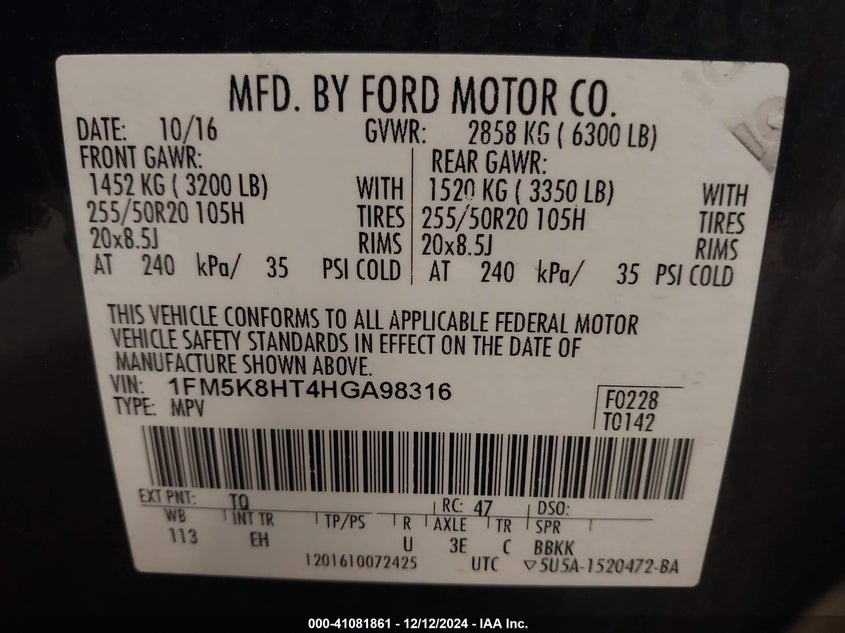 MFD. BY FORD MOTOR CO.
DATE: 10/16 GVWR: 2858 KG ( 6300 LB)
FRONT GAWR: REAR GAWR:
1452 KG ( 3200 LB) WITH 1520 KG ( 3350 LB) WITH
255/50R20 105H TIRES 255/50R20 105H TIRES
20x8.5J RIMS 20x8.5J RIMS
AT 240 kPa/ 35 PSI COLD AT 240 kPa/ 35 PSI COLD
THIS VEHICLE CONFORMS TO ALL APPLICABLE FEDERAL MOTOR
VEHICLE SAFETY STANDARDS IN EFFECT ON THE DATE OF
MANUFACTURE SHOWN ABOVE.
VIN: 1FM5K8HT4HGA98316
TYPE: MPV
F0228
T0142
EXT PNT: TQ RC: 47 DSO:
WB INT TR TP/PS R AXLE TR SPR
113 EH U 3E C BBKK
1201610072425 UTC ▽5U5A-1520472-BA
000-41081861 - 12/12/2024 - IAA Inc.